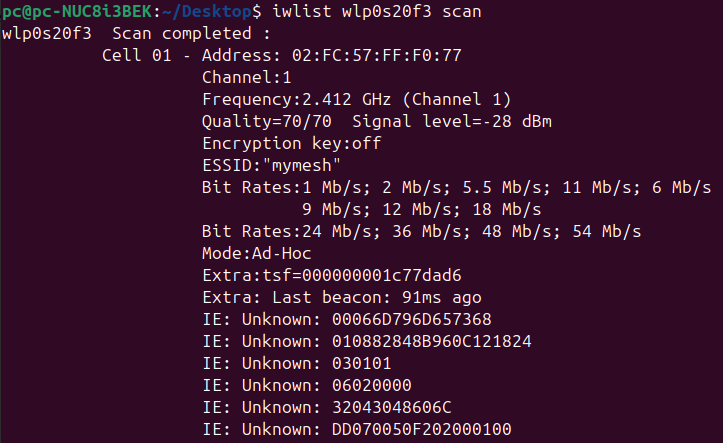 pc@pc-NUC8i3BEK:~/Desktop$ iwlist wlp0s20f3 scan
wlp0s20f3  Scan completed :
          Cell 01 - Address: 02:FC:57:FF:F0:77
                    Channel:1
                    Frequency:2.412 GHz (Channel 1)
                    Quality=70/70  Signal level=-28 dBm
                    Encryption key:off
                    ESSID:"mymesh"
                    Bit Rates:1 Mb/s; 2 Mb/s; 5.5 Mb/s; 11 Mb/s; 6 Mb/s
                              9 Mb/s; 12 Mb/s; 18 Mb/s
                    Bit Rates:24 Mb/s; 36 Mb/s; 48 Mb/s; 54 Mb/s
                    Mode:Ad-Hoc
                    Extra:tsf=000000001c77dad6
                    Extra: Last beacon: 91ms ago
                    IE: Unknown: 00066D796D657368
                    IE: Unknown: 010882848B960C121824
                    IE: Unknown: 030101
                    IE: Unknown: 06020000
                    IE: Unknown: 32043048606C
                    IE: Unknown: DD070050F202000100